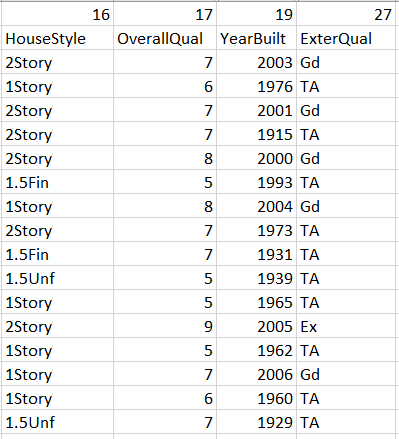 16 17 19 27
HouseStyle OverallQual YearBuilt ExterQual
2Story 7 2003 Gd
1Story 6 1976 TA
2Story 7 2001 Gd
2Story 7 1915 TA
2Story 8 2000 Gd
1.5Fin 5 1993 TA
1Story 8 2004 Gd
2Story 7 1973 TA
1.5Fin 7 1931 TA
1.5Unf 5 1939 TA
1Story 5 1965 TA
2Story 9 2005 Ex
1Story 5 1962 TA
1Story 7 2006 Gd
1Story 6 1960 TA
1.5Unf 7 1929 TA